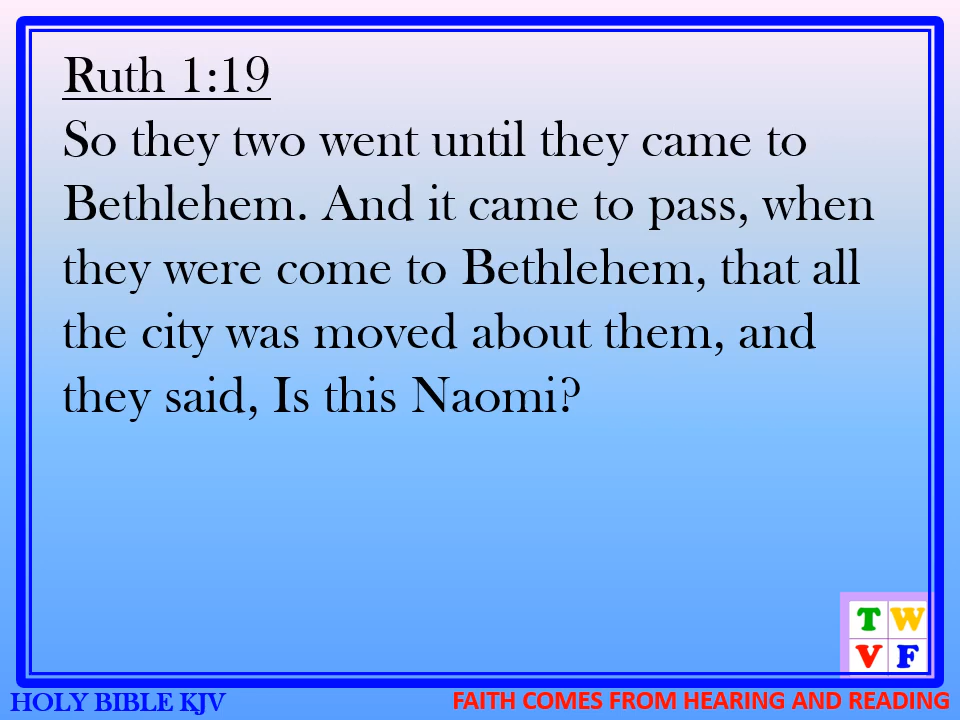 Ruth 1:19
So they two went until they came to
Bethlehem. And it came to pass, when
they were come to Bethlehem, that all
the city was moved about them, and
they said, Is this Naomi?
T W
V F
HOLY BIBLE KJV
FAITH COMES FROM HEARING AND READING